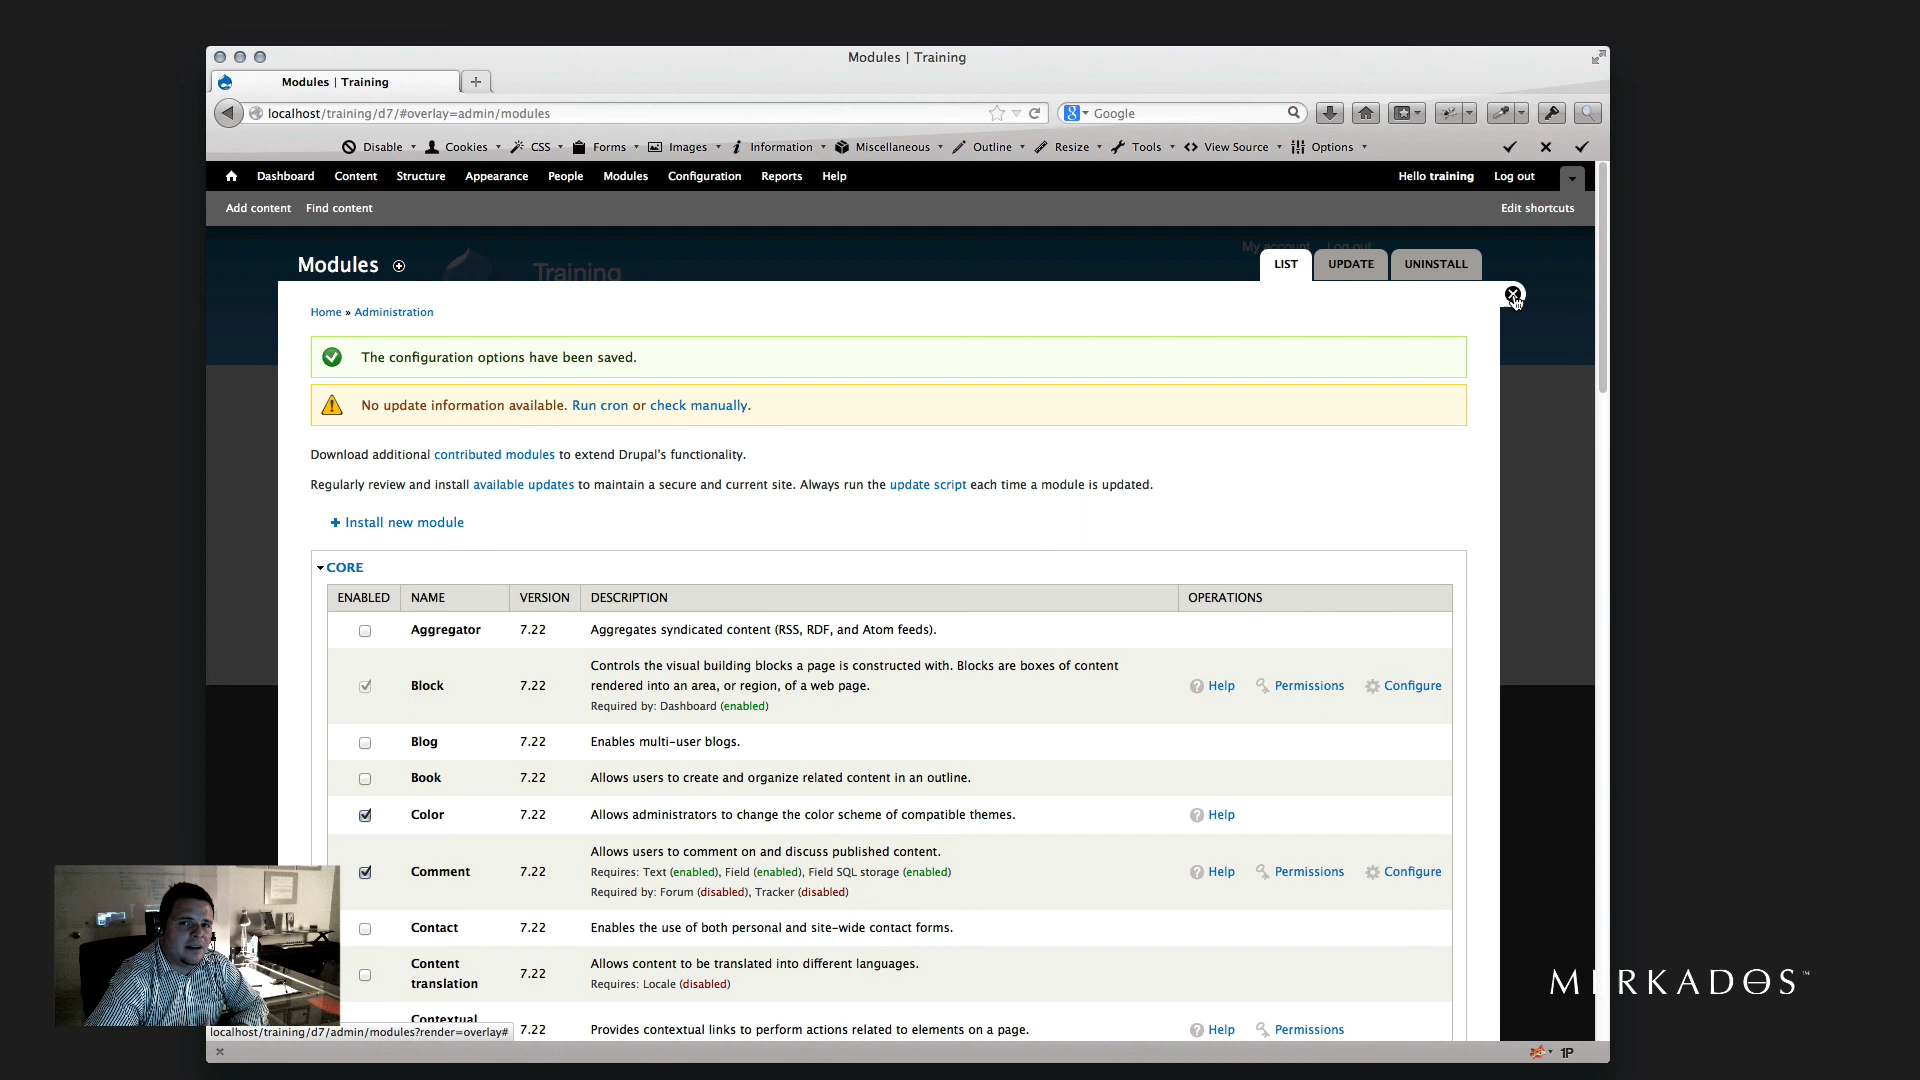 Modules | Training
Modules | Training
localhost/training/d7/#overlay=admin/modules
Google
Disable Cookies CSS Forms Images Information Miscellaneous Outline Resize Tools View Source Options
Dashboard Content Structure Appearance People Modules Configuration Reports Help Hello training Log out
Add content Find content Edit shortcuts
My account Log out
Modules Training LIST UPDATE UNINSTALL
Home » Administration
The configuration options have been saved.
No update information available. Run cron or check manually.
Download additional contributed modules to extend Drupal's functionality.
Regularly review and install available updates to maintain a secure and current site. Always run the update script each time a module is updated.
+ Install new module
CORE
ENABLED NAME VERSION DESCRIPTION OPERATIONS
Aggregator 7.22 Aggregates syndicated content (RSS, RDF, and Atom feeds).
Controls the visual building blocks a page is constructed with. Blocks are boxes of content
Block 7.22 rendered into an area, or region, of a web page. Help Permissions Configure
Required by: Dashboard (enabled)
Blog 7.22 Enables multi-user blogs.
Book 7.22 Allows users to create and organize related content in an outline.
Color 7.22 Allows administrators to change the color scheme of compatible themes. Help
Allows users to comment on and discuss published content.
Comment 7.22 Requires: Text (enabled), Field (enabled), Field SQL storage (enabled) Help Permissions Configure
Required by: Forum (disabled), Tracker (disabled)
Contact 7.22 Enables the use of both personal and site-wide contact forms.
Content translation 7.22 Allows content to be translated into different languages.
Requires: Locale (disabled)
Contextual 7.22 Provides contextual links to perform actions related to elements on a page. Help Permissions
localhost/training/d7/admin/modules?render=overlay#
1P
MERKADOS™